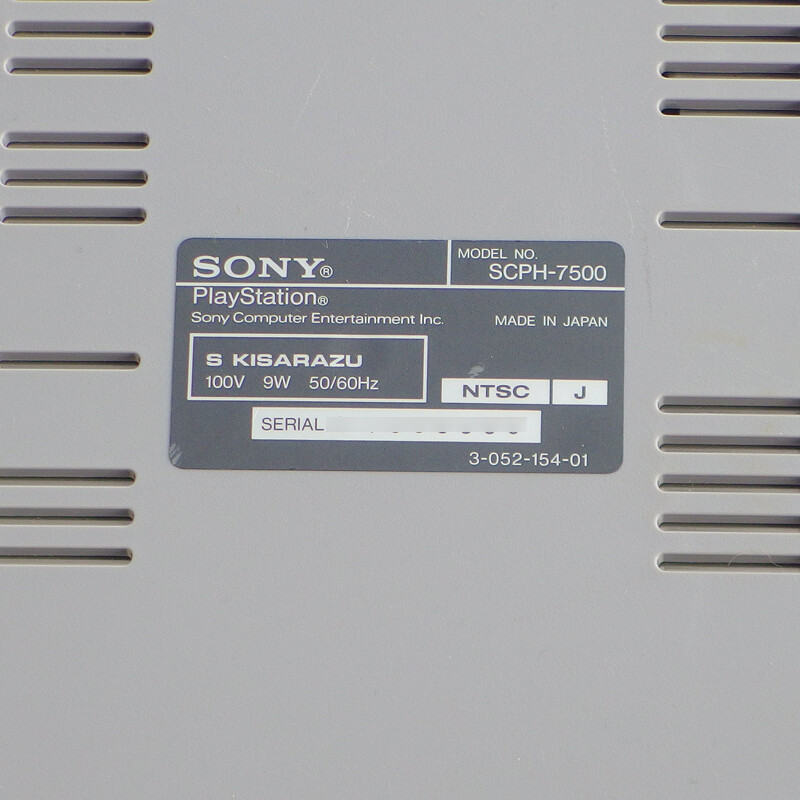 SONY®
MODEL NO.
SCPH-7500
PlayStation®
Sony Computer Entertainment Inc.
MADE IN JAPAN
S KISARAZU
100V 9W 50/60Hz
NTSC J
SERIAL
3-052-154-01